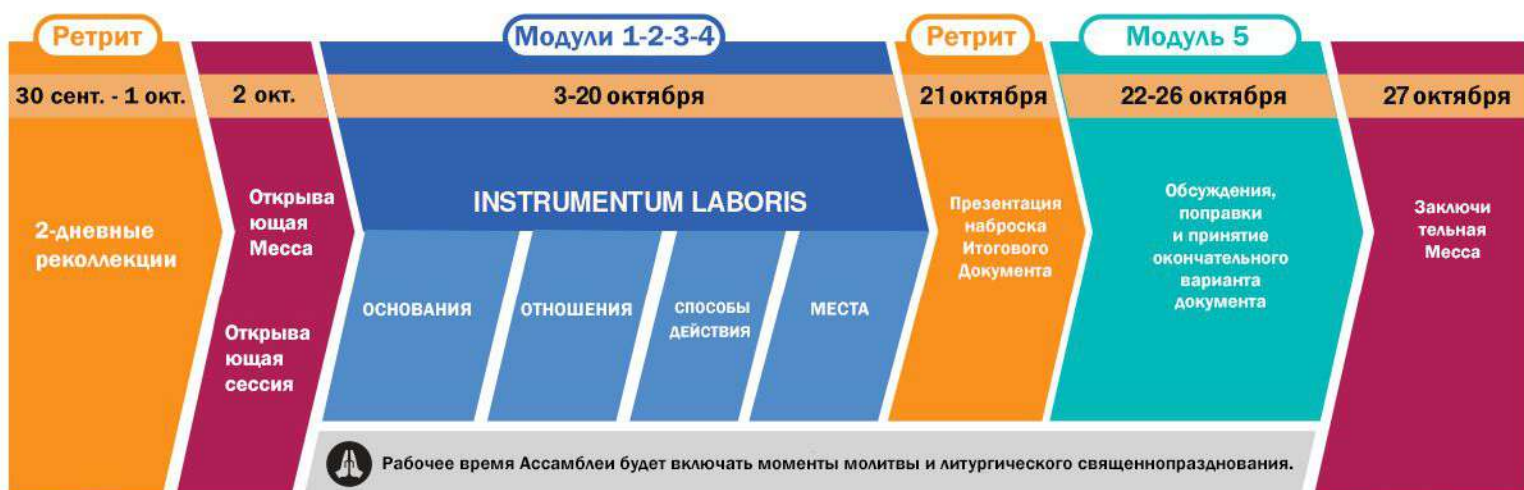 Ретрит
Модули 1-2-3-4
Ретрит
Модуль 5
30 сент. - 1 окт.
2 окт.
3-20 октября
21 октября
22-26 октября
27 октября
2-дневные
реколлекции
Открыва
ющая
Месса
Открыва
ющая
сессия
INSTRUMENTUM LABORIS
ОСНОВАНИЯ
ОТНОШЕНИЯ
СПОСОБЫ
ДЕЙСТВИЯ
МЕСТА
Презентация
наброска
Итогового
Документа
Обсуждения,
поправки
и принятие
окончательного
варианта
документа
Заключи
тельная
Месса
Рабочее время Ассамблеи будет включать моменты молитвы и литургического священнопразднования.